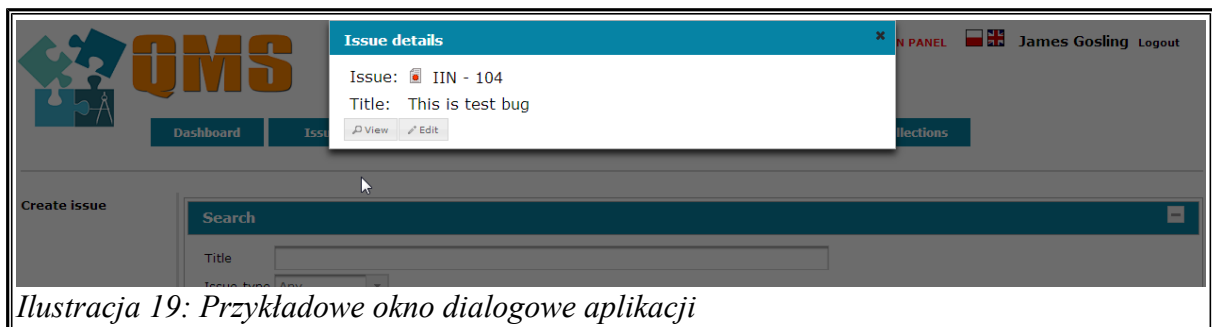 QMS
Issue details
N PANEL James Gosling Logout
Issue: IIN - 104
Title: This is test bug
View Edit
Dashboard Issu llections
Create issue
Search
Title
Issue type Any
Ilustracja 19: Przykładowe okno dialogowe aplikacji